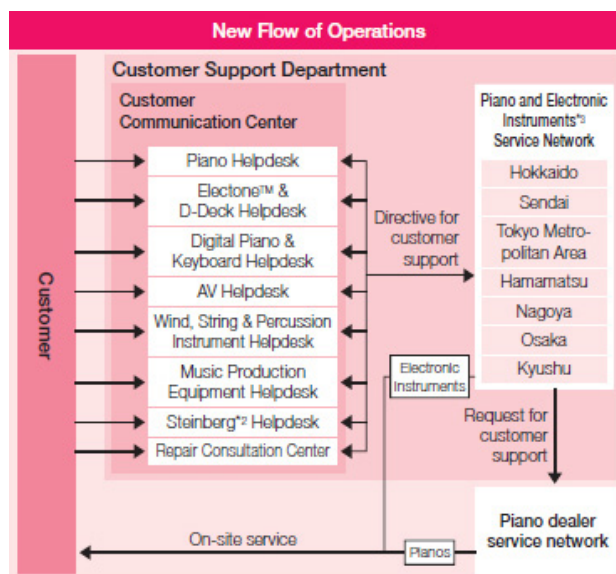 New Flow of Operations
Customer Support Department
Customer
Communication Center
Customer
Piano Helpdesk
Electone™ &
D-Deck Helpdesk
Digital Piano &
Keyboard Helpdesk
AV Helpdesk
Wind, String & Percussion
Instrument Helpdesk
Music Production
Equipment Helpdesk
Steinberg*2 Helpdesk
Repair Consultation Center
Directive for
customer
support
Piano and Electronic
Instruments*3
Service Network
Hokkaido
Sendai
Tokyo Metro-
politan Area
Hamamatsu
Nagoya
Osaka
Kyushu
Electronic
Instruments
Request for
customer
support
Piano dealer
service network
Pianos
On-site service